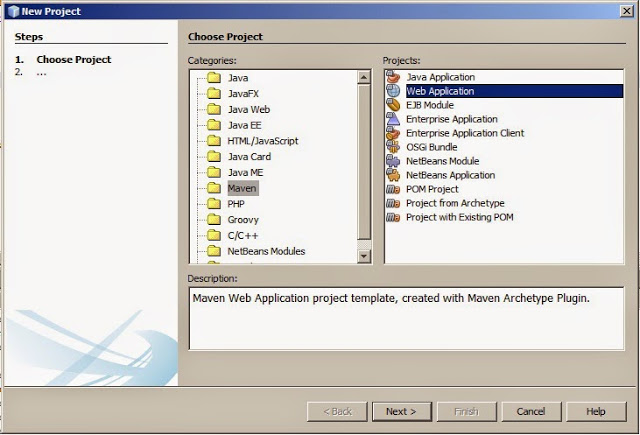 New Project
Steps
1. Choose Project
2. ...
Choose Project
Categories:
Java
JavaFX
Java Web
Java EE
HTML/JavaScript
Java Card
Java ME
Maven
PHP
Groovy
C/C++
NetBeans Modules
Projects:
Java Application
Web Application
EJB Module
Enterprise Application
Enterprise Application Client
OSGi Bundle
NetBeans Module
NetBeans Application
POM Project
Project from Archetype
Project with Existing POM
Description:
Maven Web Application project template, created with Maven Archetype Plugin.
< Back
Next >
Finish
Cancel
Help